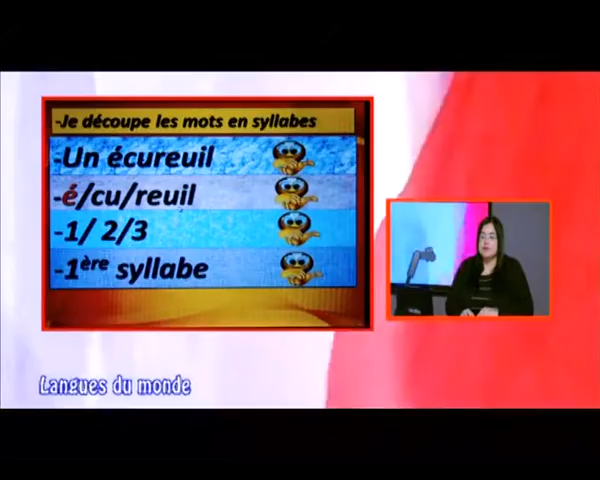 -Je découpe les mots en syllabes
-Un écureuil
-é/cu/reuil
-1/ 2/3
-1ère syllabe
Langues du monde